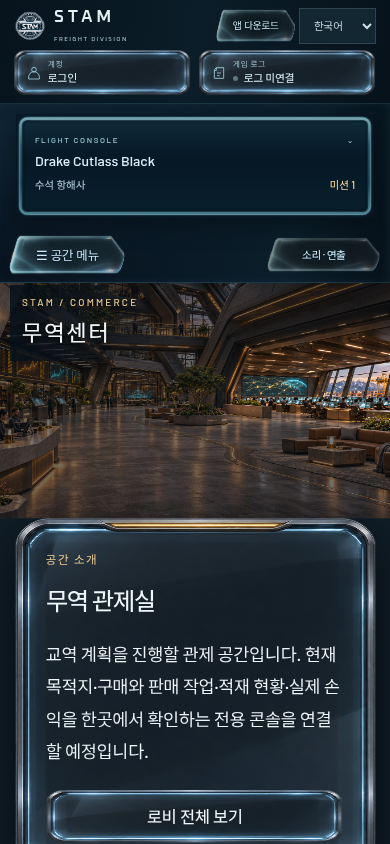 STAM
FREIGHT DIVISION
앱 다운로드
한국어
계정
로그인
게임 로그
로그 미연결
FLIGHT CONSOLE
Drake Cutlass Black
수석 항해사
미션 1
☰ 공간 메뉴
소리·연출
STAM / COMMERCE
무역센터
공간 소개
무역 관제실
교역 계획을 진행할 관제 공간입니다. 현재
목적지·구매와 판매 작업·적재 현황·실제 손
익을 한곳에서 확인하는 전용 콘솔을 연결
할 예정입니다.
로비 전체 보기